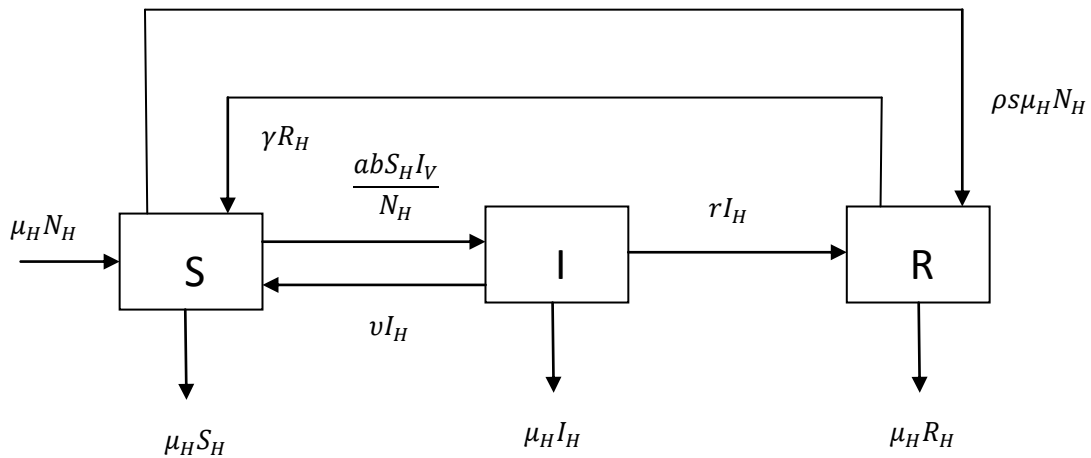 ρsμ_H N_H
γR_H
abS_H I_V
N_H
μ_H N_H
rI_H
S
I
R
υI_H
μ_H S_H
μ_H I_H
μ_H R_H